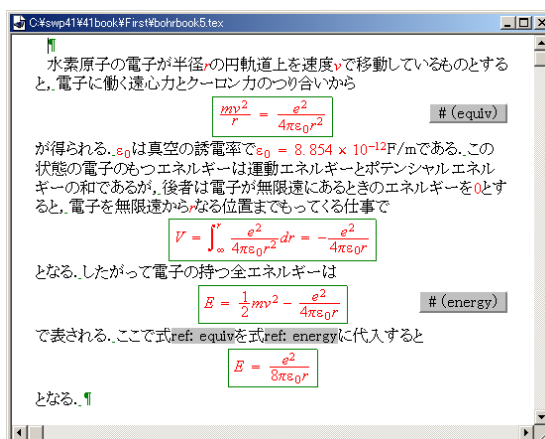 C:¥swp41¥41book¥First¥bohrbook5.tex
¶
水素原子の電子が半径rの円軌道上を速度vで移動しているものとする
と, 電子に働く遠心力とクーロン力のつり合いから
mv²/r = e²/4πε₀r²
# (equiv)
が得られる. ε₀は真空の誘電率でε₀ = 8.854 × 10⁻¹²F/mである. この
状態の電子のもつエネルギーは運動エネルギーとポテンシャルエネル
ギーの和であるが, 後者は電子が無限遠にあるときのエネルギーを0とす
ると, 電子を無限遠からrなる位置までもってくる仕事で
V = ∫_∞^r e²/4πε₀r² dr = −e²/4πε₀r
となる. したがって電子の持つ全エネルギーは
E = 1/2 mv² − e²/4πε₀r
# (energy)
で表される. ここで式ref: equivを式ref: energyに代入すると
E = e²/8πε₀r
となる. ¶